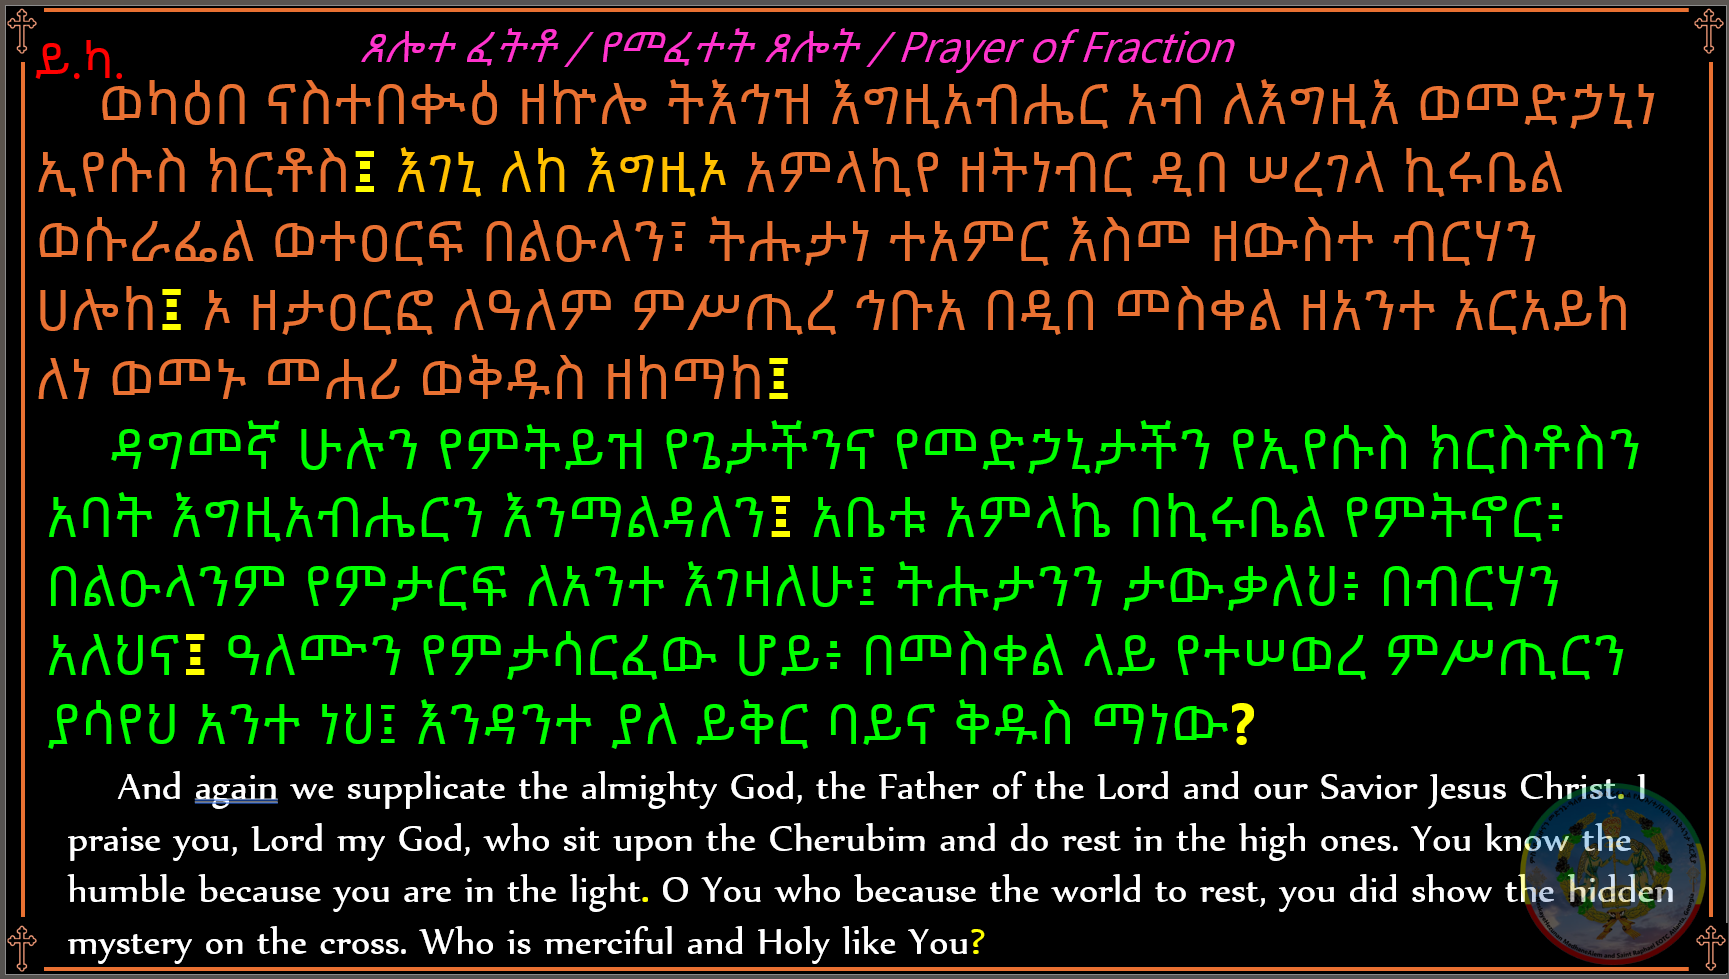 ይ.ካ.
ጸሎተ ፈትቶ / የመፈተት ጸሎት / Prayer of Fraction
ወካዕበ ናስተበቍዕ ዘኵሎ ትእኅዝ እግዚአብሔር አብ ለእግዚእ ወመድኃኒነ
ኢየሱስ ክርቶስ፤ እገኒ ለከ እግዚኦ አምላኪየ ዘትነብር ዲበ ሠረገላ ኪሩቤል
ወሱራፌል ወተዐርፍ በልዑላን፣ ትሑታነ ተአምር እስመ ዘውስተ ብርሃን
ሀሎከ፤ ኦ ዘታዐርፎ ለዓለም ምሥጢረ ኅቡአ በዲበ መስቀል ዘአንተ አርአይከ
ለነ ወመኑ መሐሪ ወቅዱስ ዘከማከ፤
ዳግመኛ ሁሉን የምትይዝ የጌታችንና የመድኃኒታችን የኢየሱስ ክርስቶስን
አባት እግዚአብሔርን እንማልዳለን፤ አቤቱ አምላኬ በኪሩቤል የምትኖር፥
በልዑላንም የምታርፍ ለአንተ እገዛለሁ፤ ትሑታንን ታውቃለህ፥ በብርሃን
አለህና፤ ዓለሙን የምታሳርፈው ሆይ፥ በመስቀል ላይ የተሠወረ ምሥጢርን
ያሳየህ አንተ ነህ፤ እንዳንተ ያለ ይቅር ባይና ቅዱስ ማነው?
And again we supplicate the almighty God, the Father of the Lord and our Savior Jesus Christ. I
praise you, Lord my God, who sit upon the Cherubim and do rest in the high ones. You know the
humble because you are in the light. O You who because the world to rest, you did show the hidden
mystery on the cross. Who is merciful and Holy like You?